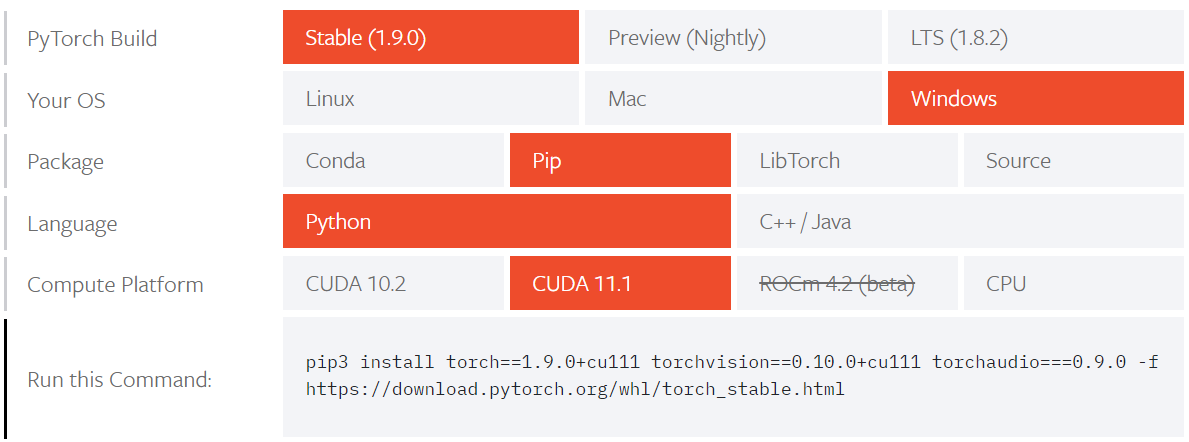 PyTorch Build Stable (1.9.0) Preview (Nightly) LTS (1.8.2)
Your OS Linux Mac Windows
Package Conda Pip LibTorch Source
Language Python C++ / Java
Compute Platform CUDA 10.2 CUDA 11.1 ROCm 4.2 (beta) CPU
Run this Command:
pip3 install torch==1.9.0+cu111 torchvision==0.10.0+cu111 torchaudio===0.9.0 -f
https://download.pytorch.org/whl/torch_stable.html